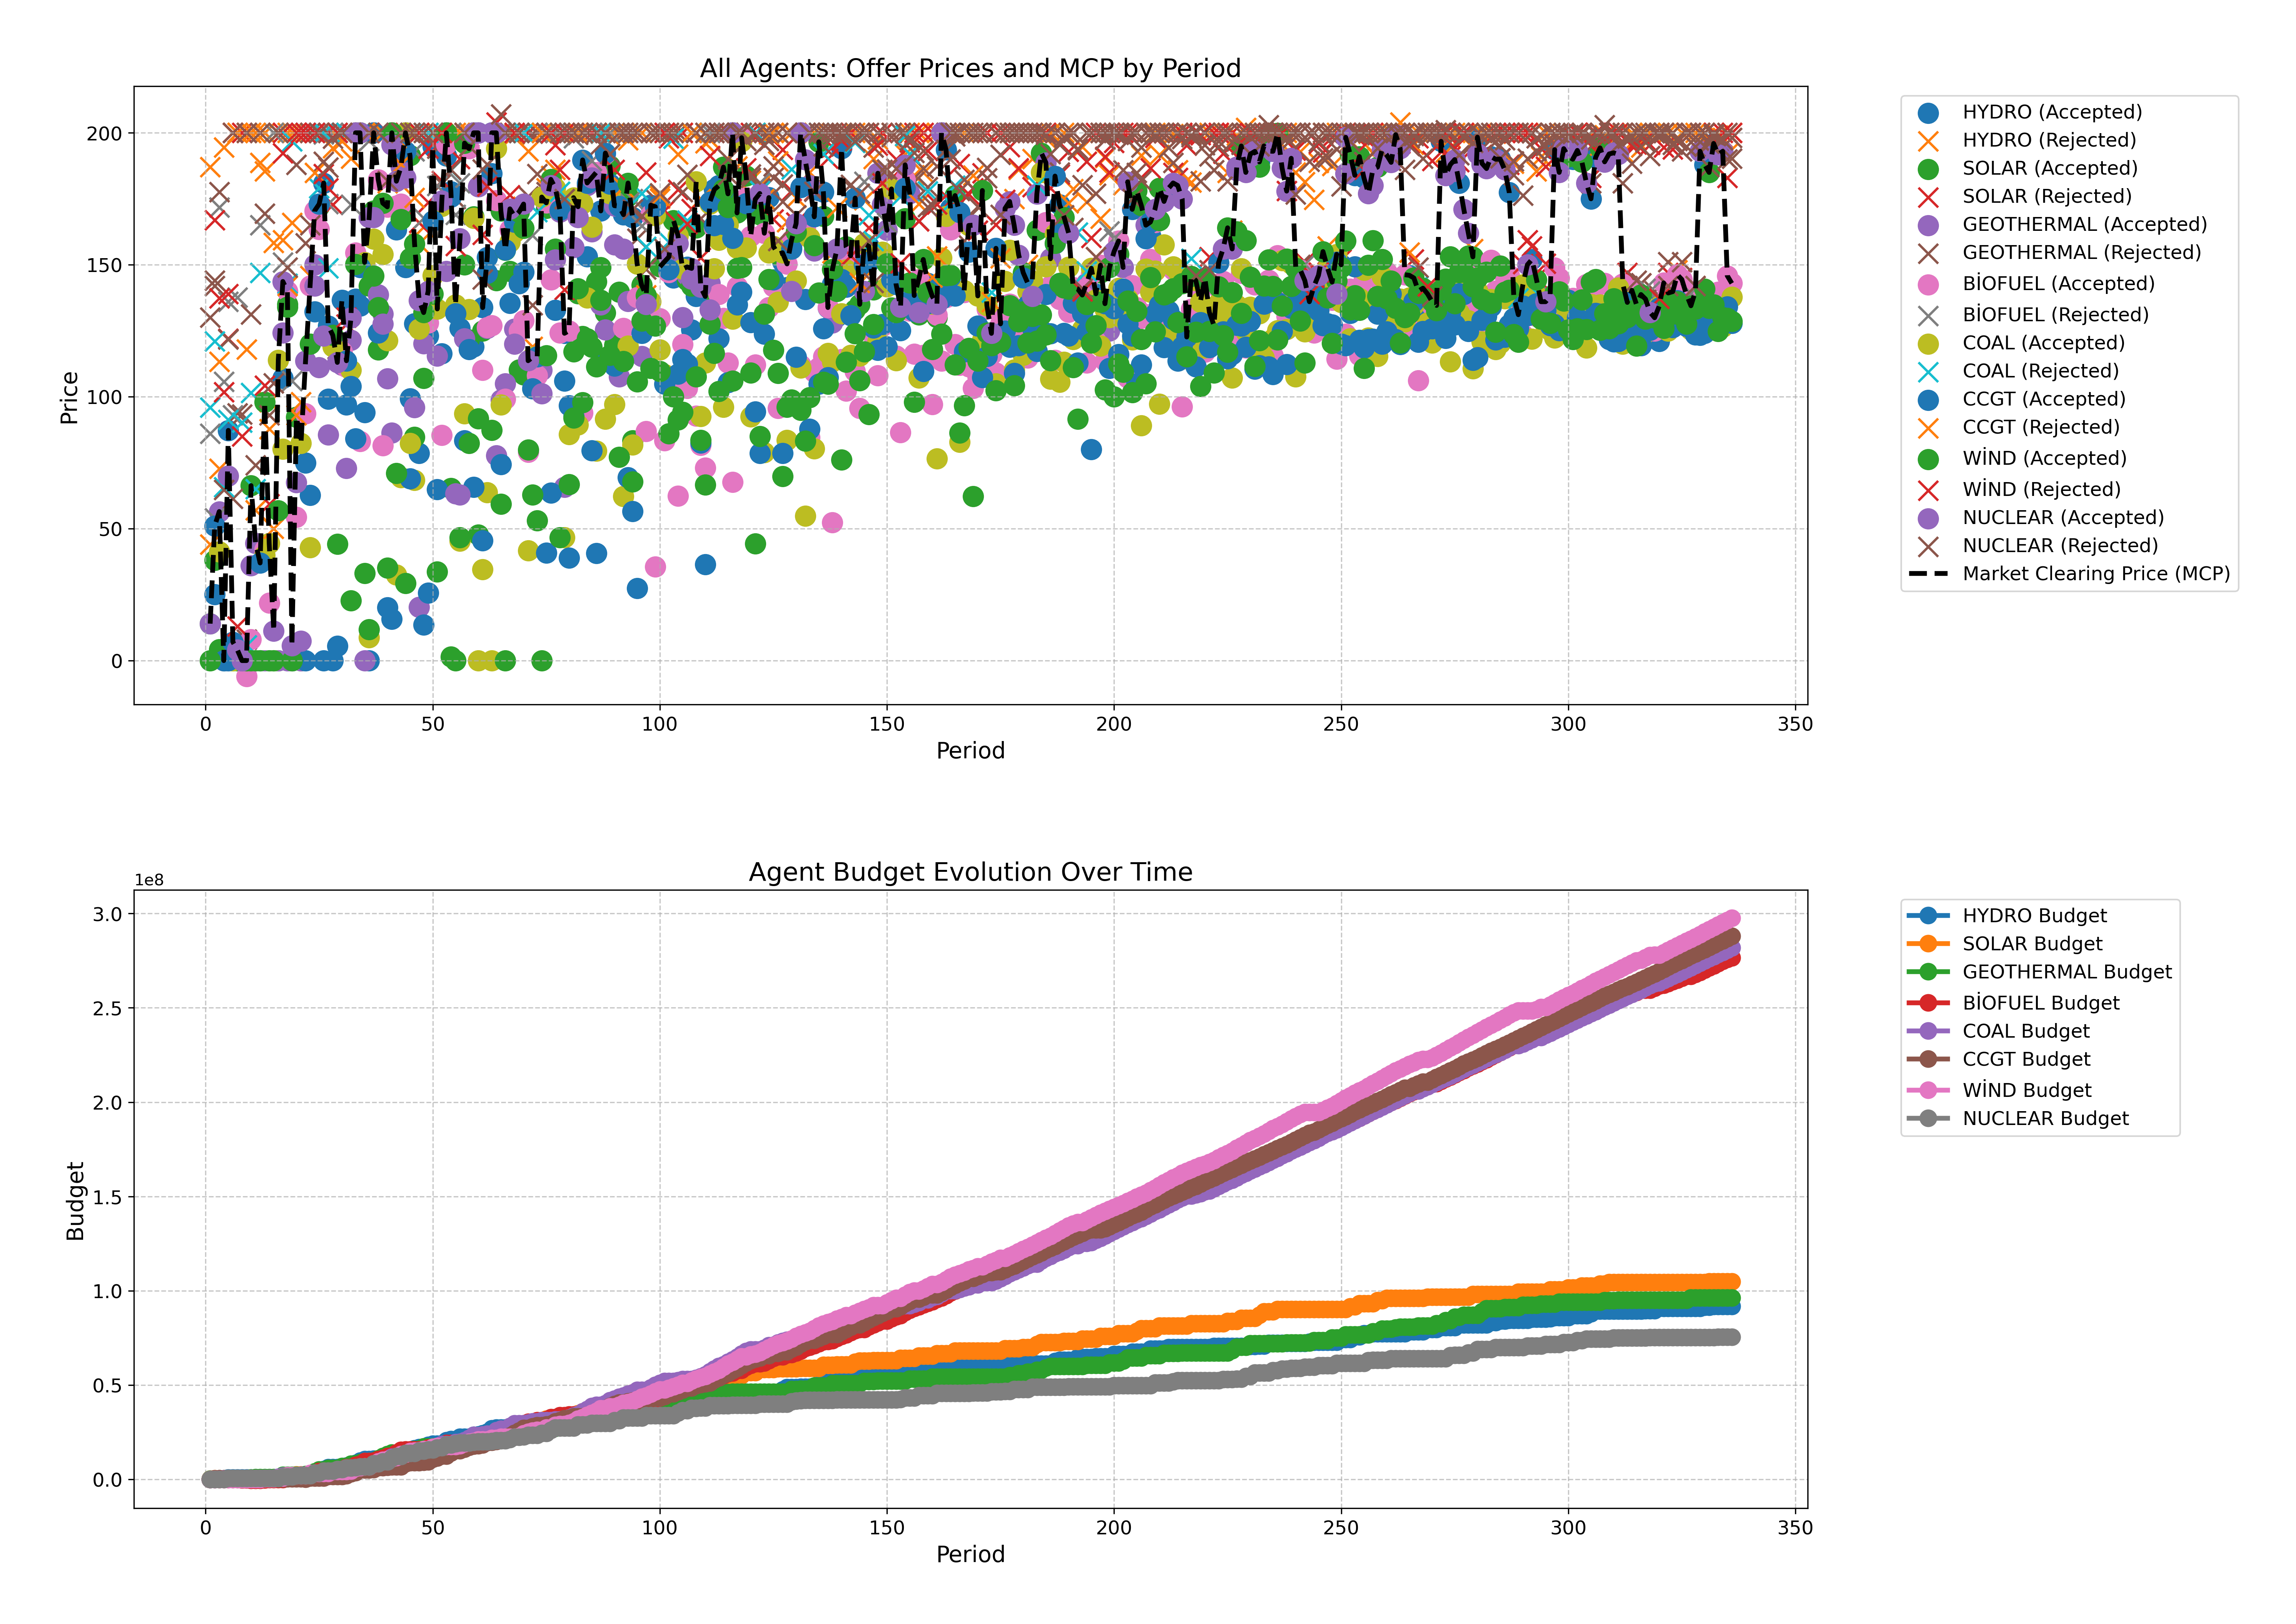 All Agents: Offer Prices and MCP by Period
Price
200
150
100
50
0
0
50
100
150
200
250
300
350
Period
HYDRO (Accepted)
HYDRO (Rejected)
SOLAR (Accepted)
SOLAR (Rejected)
GEOTHERMAL (Accepted)
GEOTHERMAL (Rejected)
BİOFUEL (Accepted)
BİOFUEL (Rejected)
COAL (Accepted)
COAL (Rejected)
CCGT (Accepted)
CCGT (Rejected)
WİND (Accepted)
WİND (Rejected)
NUCLEAR (Accepted)
NUCLEAR (Rejected)
Market Clearing Price (MCP)
Agent Budget Evolution Over Time
1e8
Budget
3.0
2.5
2.0
1.5
1.0
0.5
0.0
0
50
100
150
200
250
300
350
Period
HYDRO Budget
SOLAR Budget
GEOTHERMAL Budget
BİOFUEL Budget
COAL Budget
CCGT Budget
WİND Budget
NUCLEAR Budget